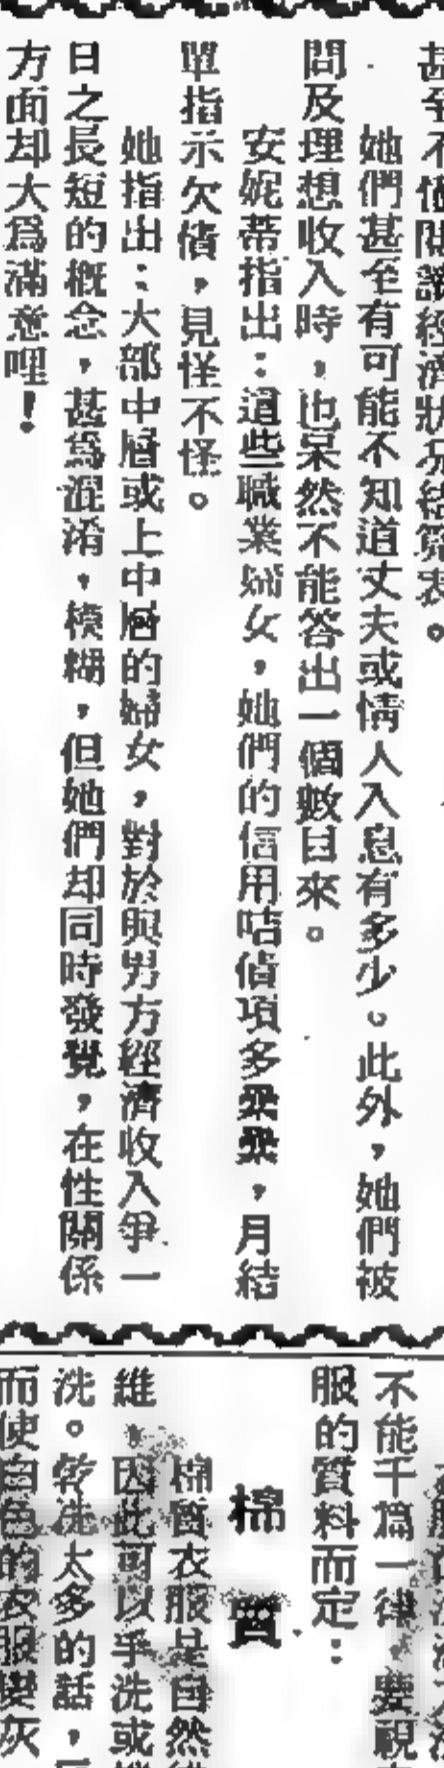 甚至不會閱讀經濟狀況結算表。
她們甚至有可能不知道丈夫或情人入息有多少。此外，她們被
問及理想收入時，也呆然不能答出一個數目來。
安妮蒂指出：這些職業婦女，她們的信用咭債項多纍纍，月結
單指示欠債，見怪不怪。
她指出：大部中層或上中層的婦女，對於與男方經濟收入爭一
日之長短的概念，甚爲混淆，模糊，但她們却同時發覺，在性關係
方面却大爲滿意哩！
不能千篇一律，要視
服的質料而定：
棉質
棉質衣服是自然
維，因此可以手洗或
洗。乾洗太多的話，
而使白色的衣服變灰